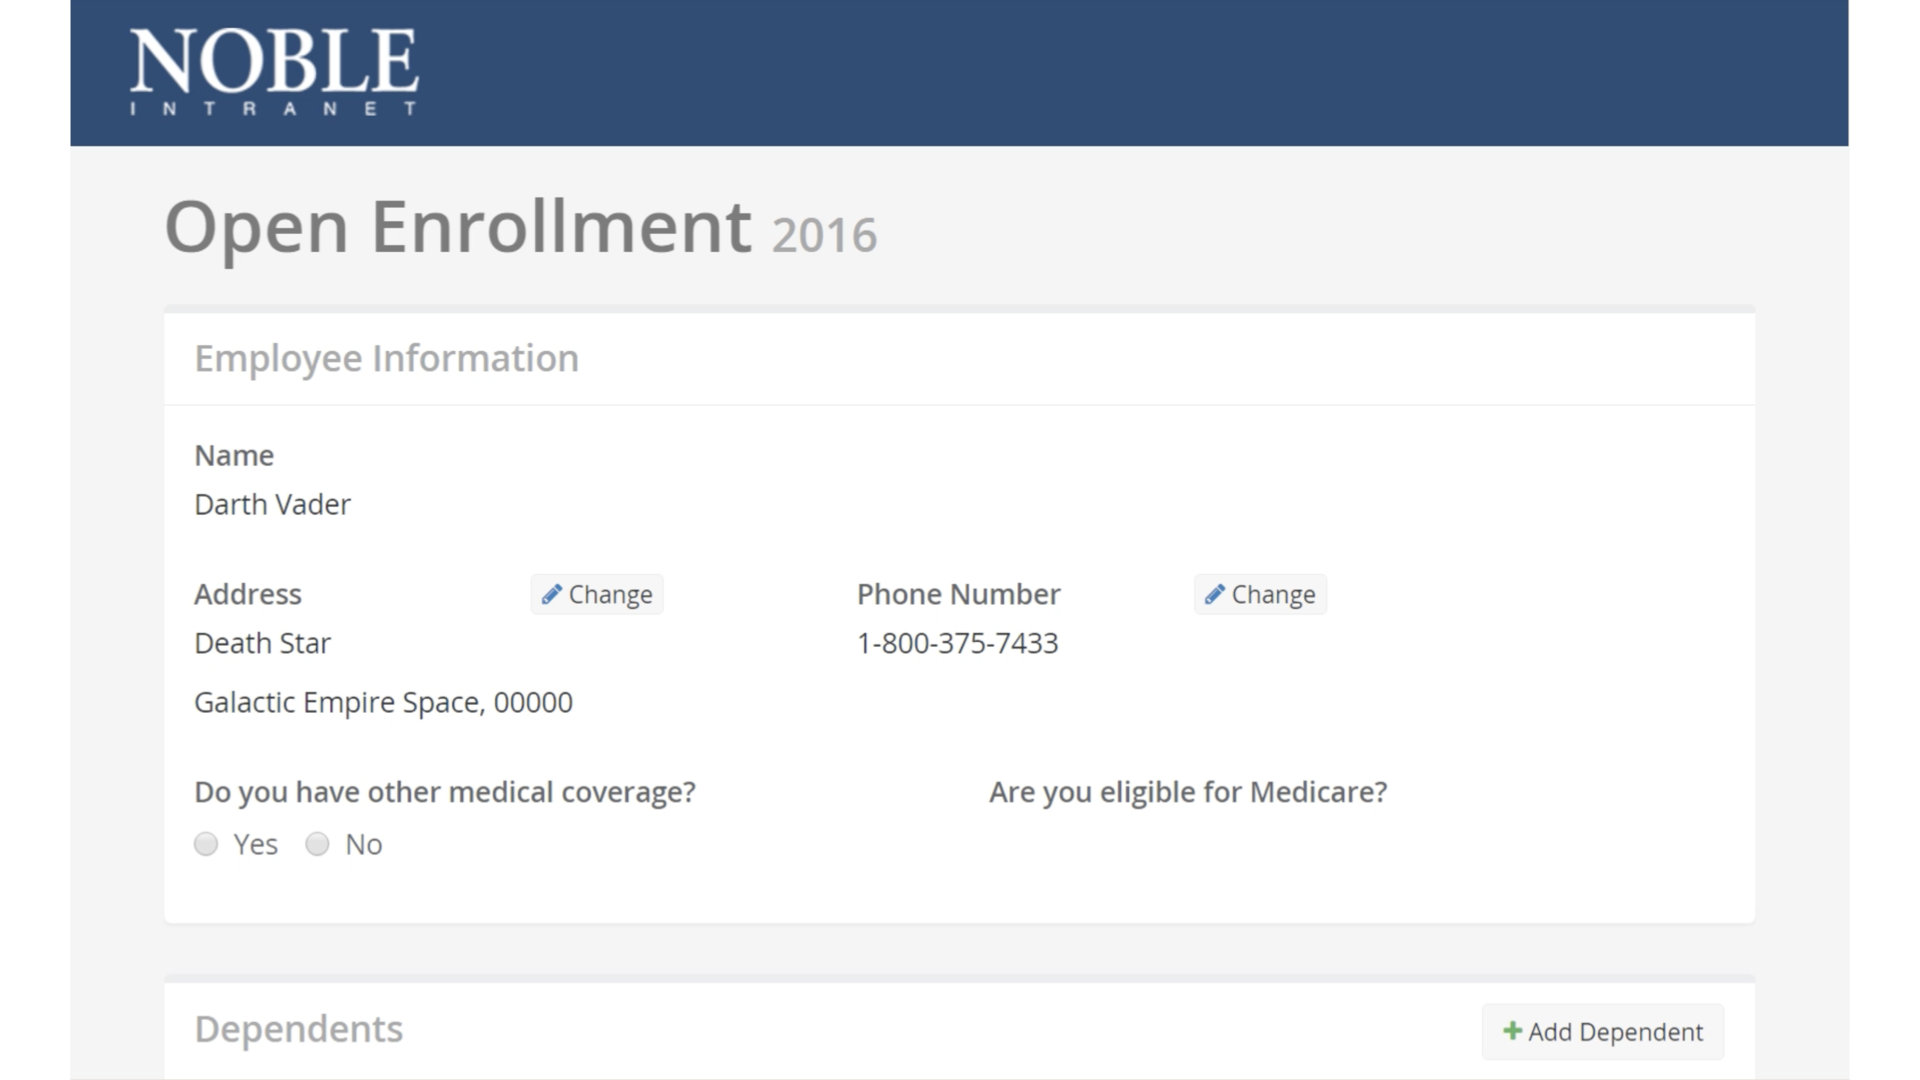 NOBLE
INTRANET
Open Enrollment 2016
Employee Information
Name
Darth Vader
Address Change Phone Number Change
Death Star 1-800-375-7433
Galactic Empire Space, 00000
Do you have other medical coverage? Are you eligible for Medicare?
Yes No
Dependents Add Dependent